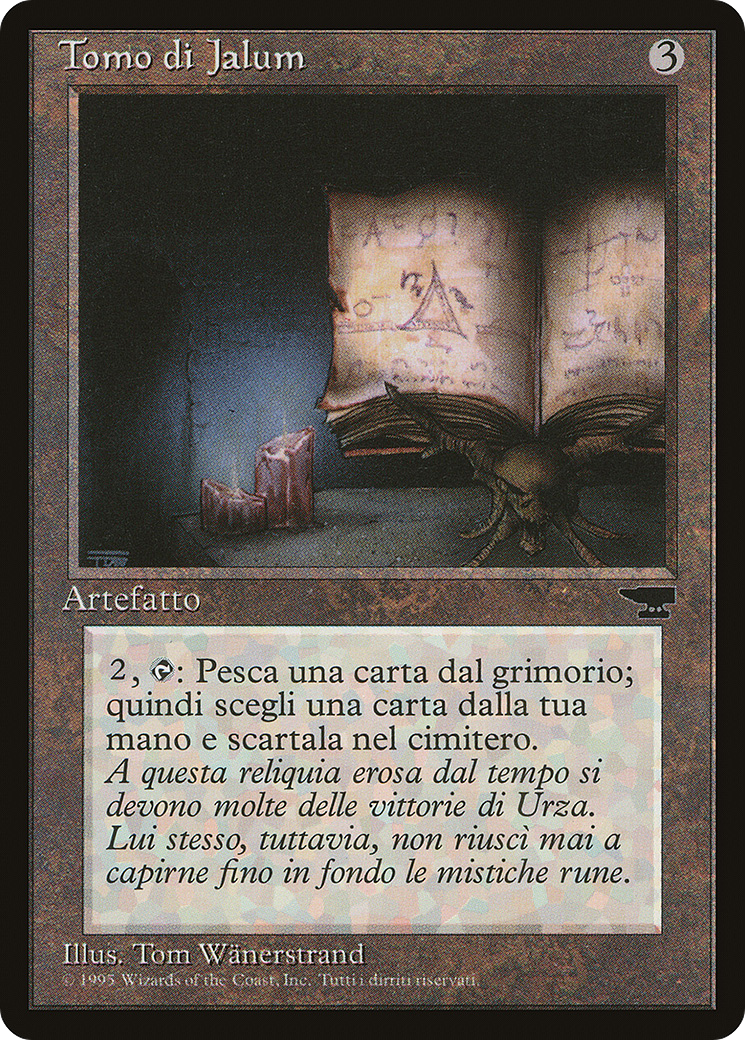 Tomo di Jalum 3
Artefatto
2, : Pesca una carta dal grimorio;
quindi scegli una carta dalla tua
mano e scartala nel cimitero.
A questa reliquia erosa dal tempo si
devono molte delle vittorie di Urza.
Lui stesso, tuttavia, non riuscì mai a
capirne fino in fondo le mistiche rune.
Illus. Tom Wänerstrand
© 1995 Wizards of the Coast, Inc. Tutti i dirriti riservati.